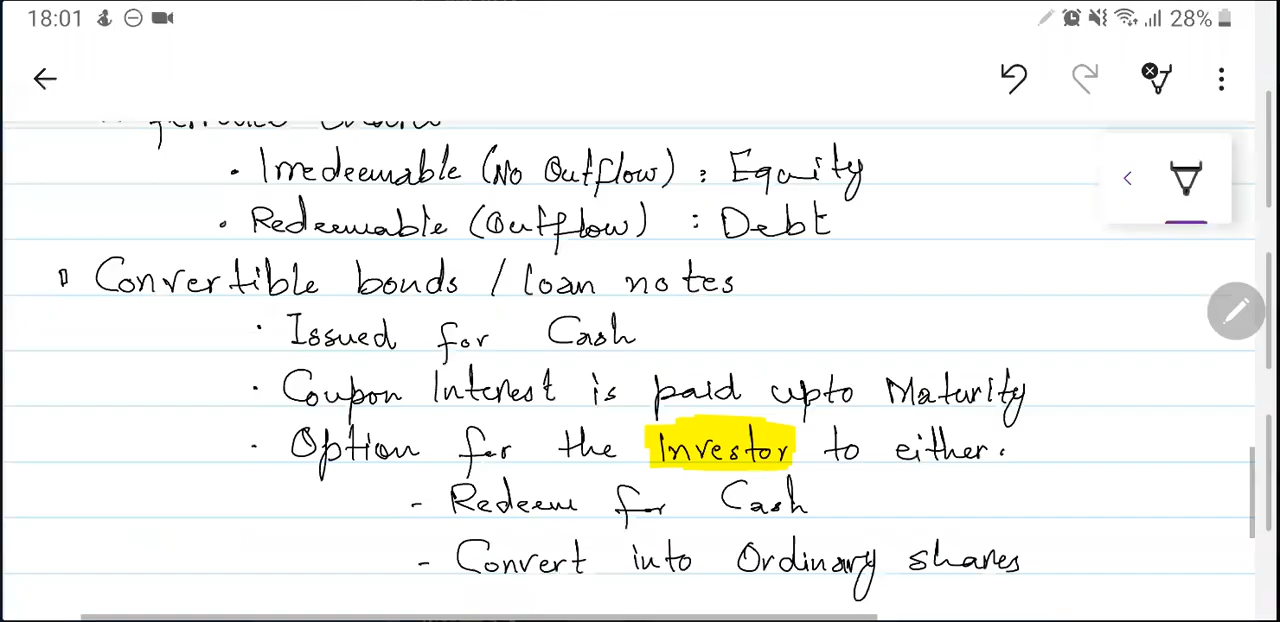 18:01 28%
• Irredeemable (No Outflow) : Equity
• Redeemable (Outflow) : Debt
Convertible bonds / loan notes
• Issued for Cash
• Coupon Interest is paid upto Maturity
• Option for the Investor to either.
- Redeem for Cash
- Convert into Ordinary shares